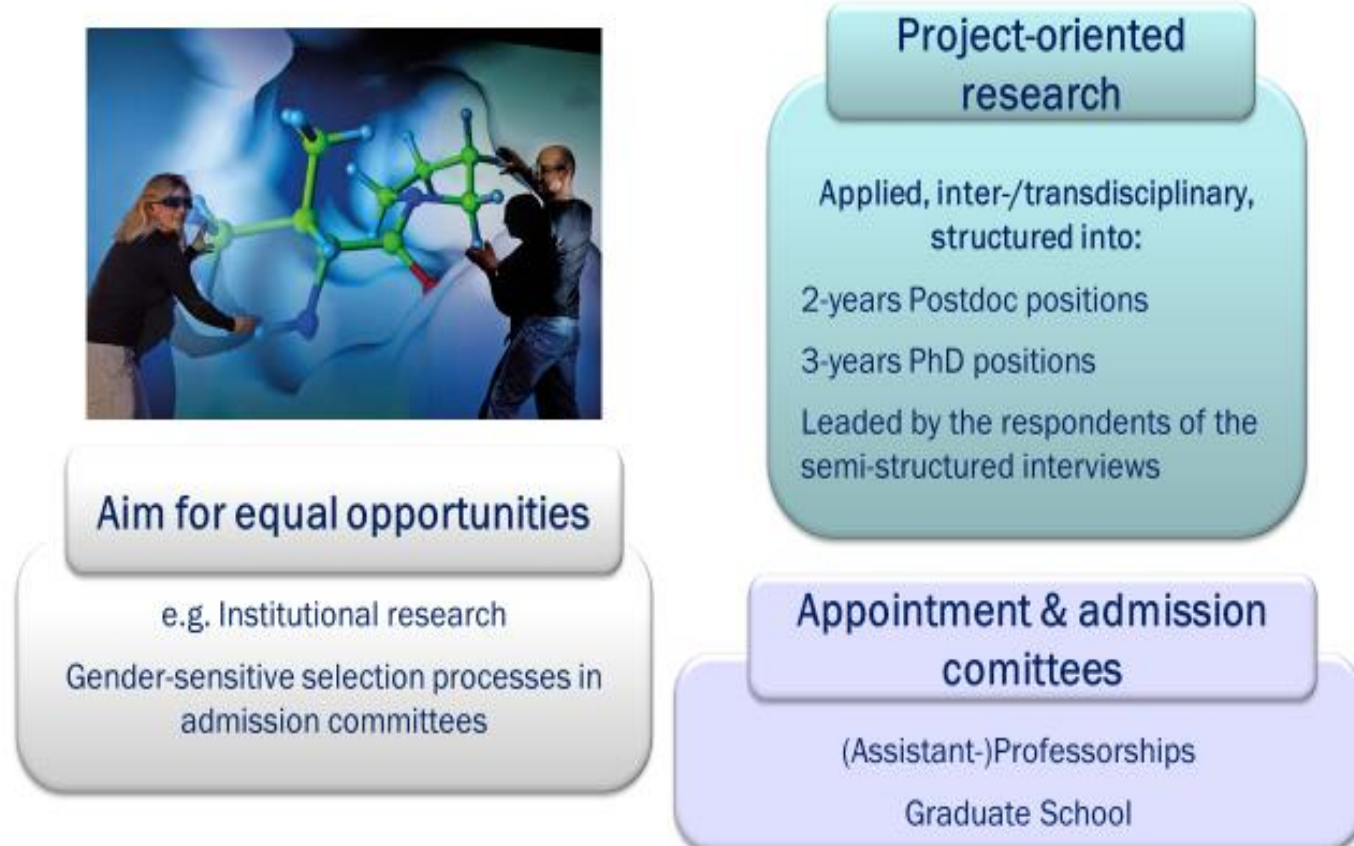 Project-oriented
research
Applied, inter-/transdisciplinary,
structured into:
2-years Postdoc positions
3-years PhD positions
Leaded by the respondents of the
semi-structured interviews
Aim for equal opportunities
e.g. Institutional research
Gender-sensitive selection processes in
admission committees
Appointment & admission
comittees
(Assistant-)Professorships
Graduate School